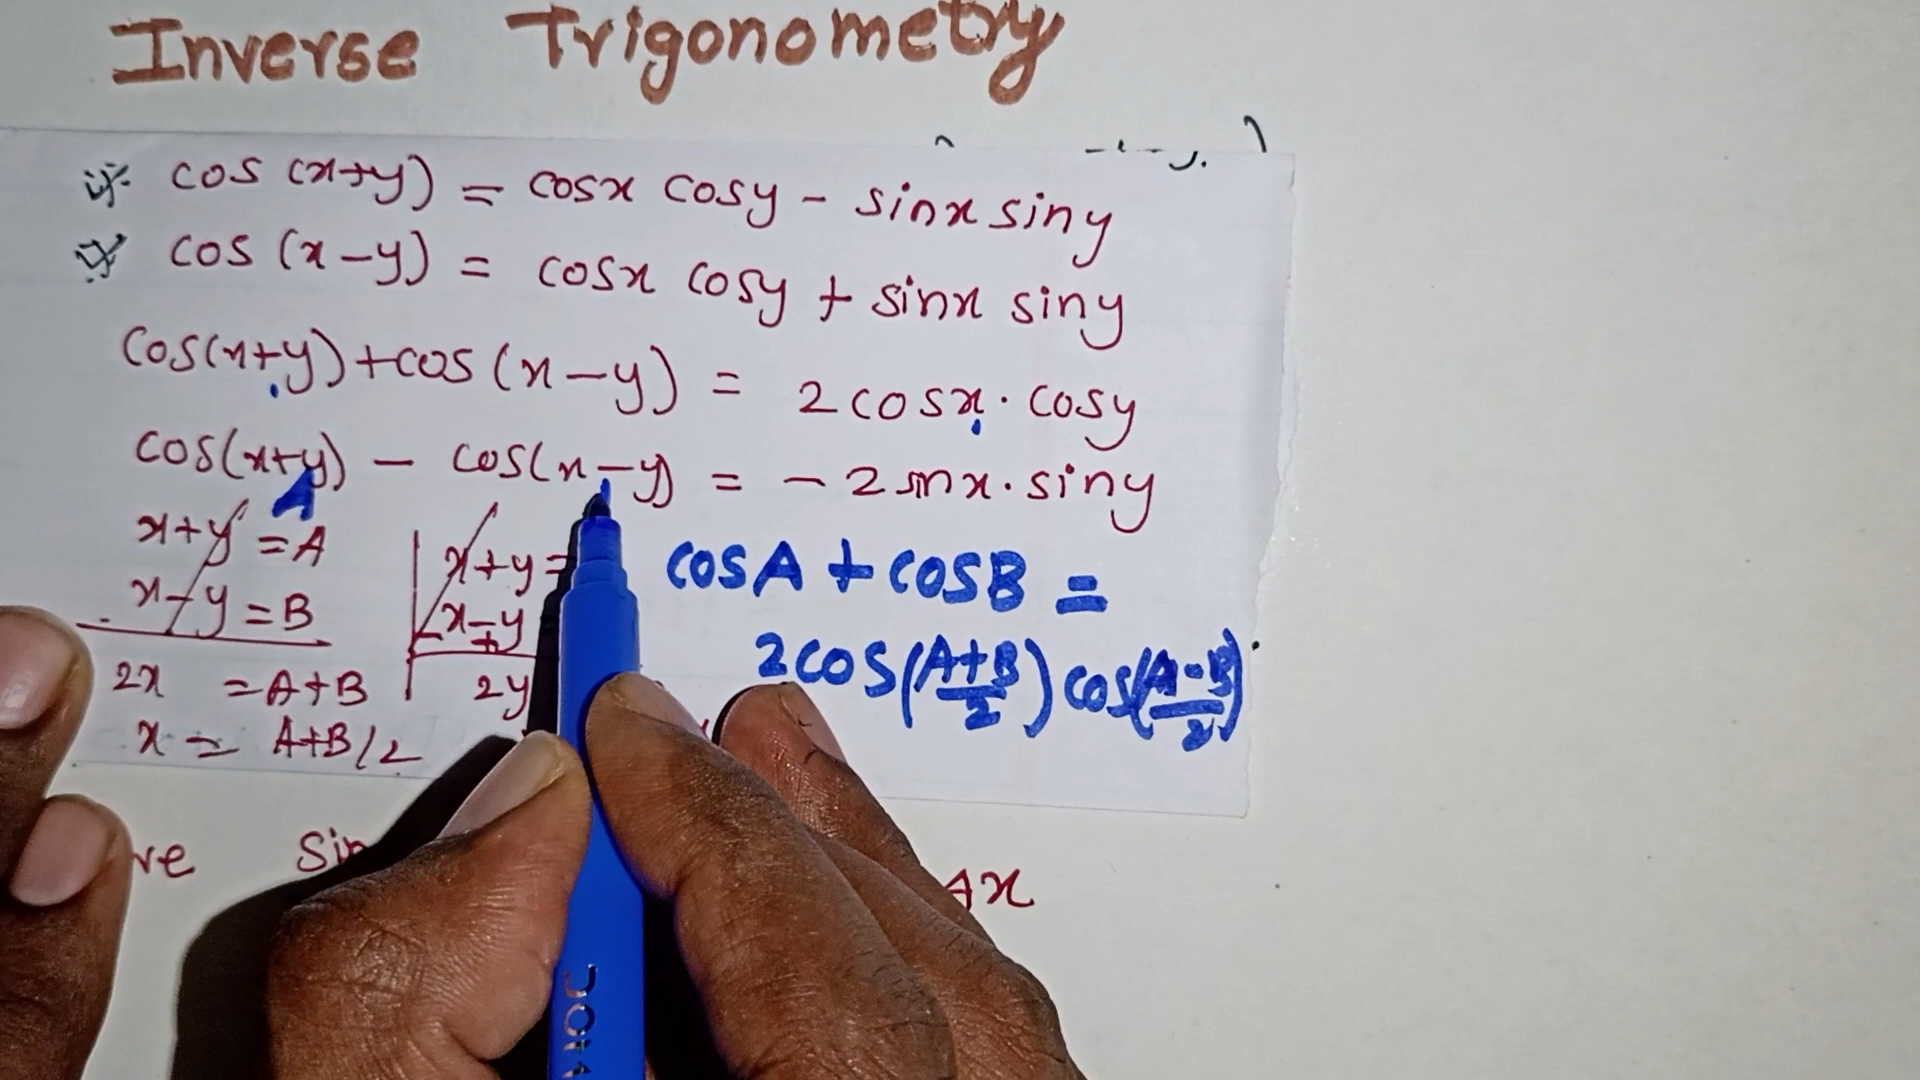 Inverse Trigonometry
i) cos (x+y) = cosx cosy - sinx siny
cos (x-y) = cosx cosy + sinx siny
cos(x+y)+cos(x-y) = 2cosx·cosy
cos(x+y) - cos(x-y) = -2sinx·siny
A
x+y = A
x-y = B
2x = A+B
x = A+B/2
x+y =
x-y
2y
cosA + cosB =
2cos(A+B/2) cos(A-B/2)